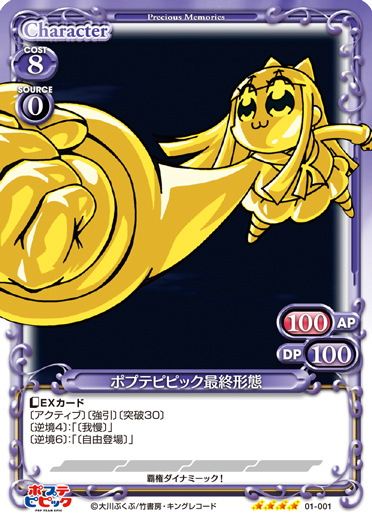 Precious Memories
Character
COST
8
SOURCE
0
100 AP
DP 100
ポプテピピック最終形態
EXカード
〔アクティブ〕〔強引〕〔突破30〕
〔逆境4〕:「〔我慢〕」
〔逆境6〕:「〔自由登場〕」
覇権ダイナミーック!
ポプテピピック
POP TEAM EPIC
©大川ぶくぶ/竹書房・キングレコード
01-001